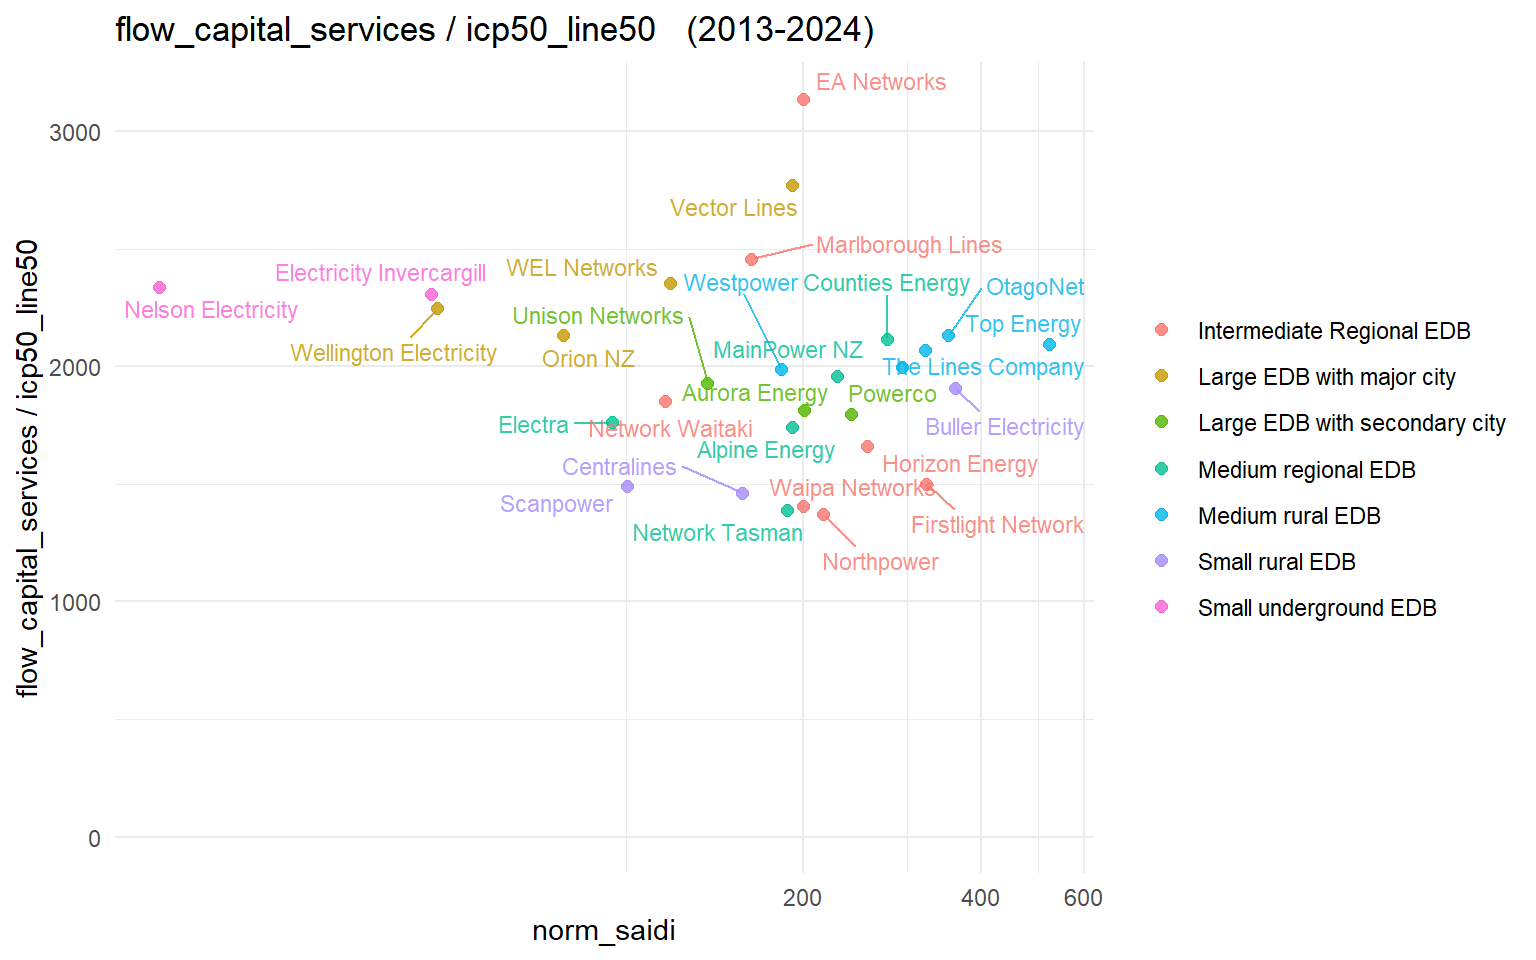 flow_capital_services / icp50_line50   (2013-2024)
EA Networks
3000
Vector Lines
Marlborough Lines
Electricity Invercargill
WEL Networks
Westpower
Counties Energy
OtagoNet
Nelson Electricity
Unison Networks
Top Energy
Wellington Electricity
Orion NZ
MainPower NZ
2000
The Lines Company
Aurora Energy
Powerco
Electra
Network Waitaki
Buller Electricity
Alpine Energy
Centralines
Horizon Energy
Waipa Networks
Scanpower
Firstlight Network
Network Tasman
Northpower
1000
0
200
400
600
norm_saidi
flow_capital_services / icp50_line50
Intermediate Regional EDB
Large EDB with major city
Large EDB with secondary city
Medium regional EDB
Medium rural EDB
Small rural EDB
Small underground EDB